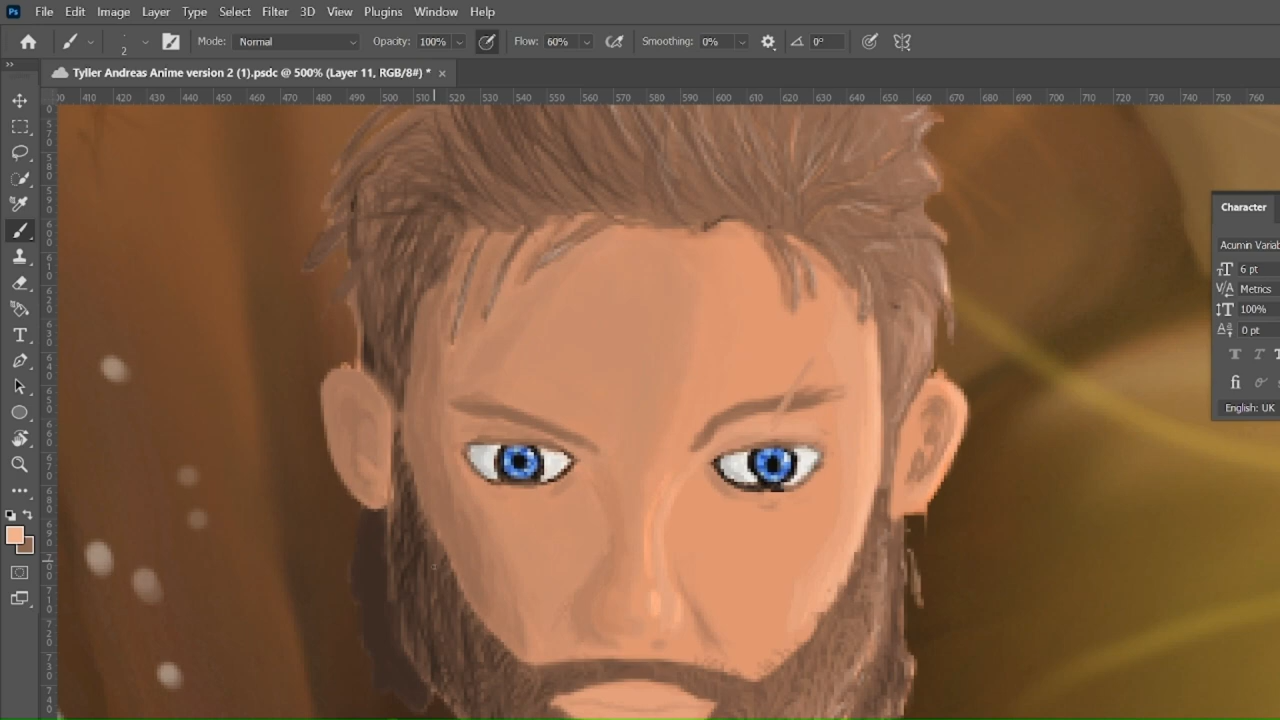 Ps File Edit Image Layer Type Select Filter 3D View Plugins Window Help
2 Mode: Normal Opacity: 100% Flow: 60% Smoothing: 0% 0°
Tyller Andreas Anime version 2 (1).psdc @ 500% (Layer 11, RGB/8#) * ×
410 420 430 440 450 460 470 480 490 500 510 520 530 540 550 560 570 580 590 600 610 620 630 640 650 660 670 680 690 700 710 720 730 740 750 760
Character
Acumin Variab
6 pt
Metrics
100%
0 pt
T T T
fi
English: UK